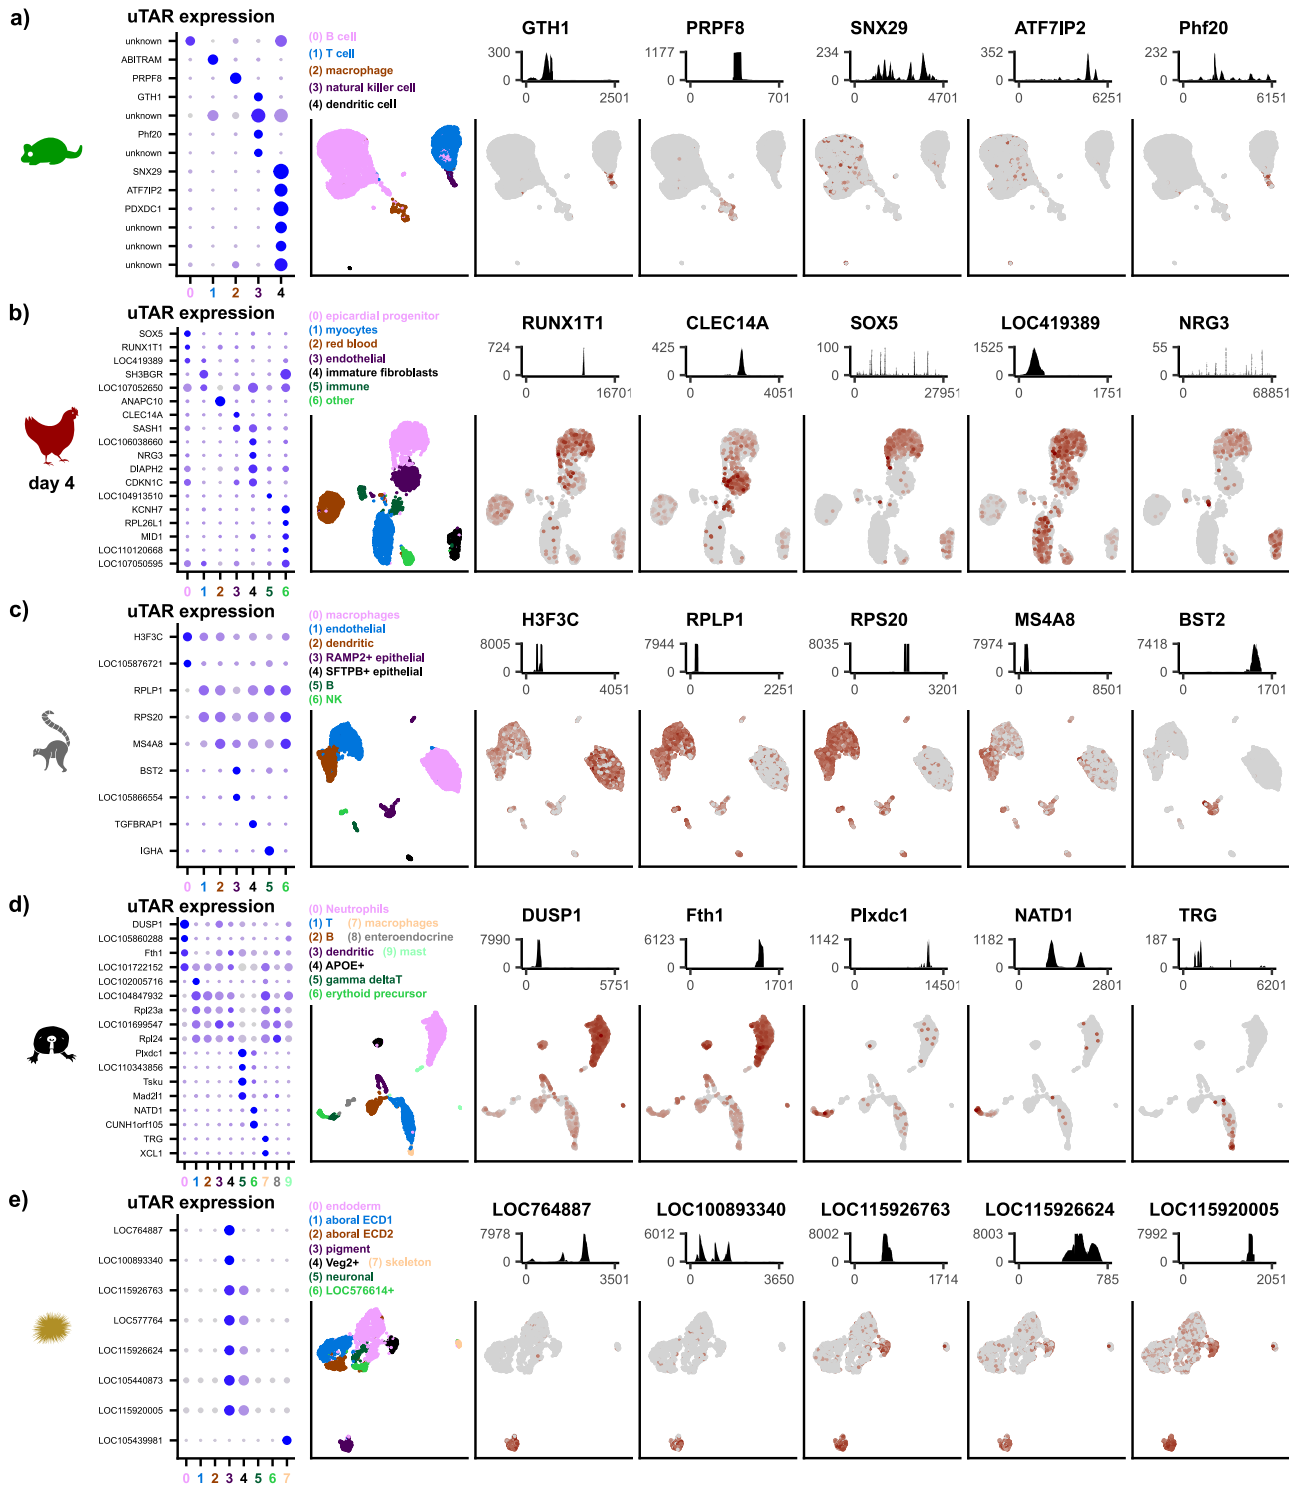 a)
uTAR expression
unknown
ABITRAM
PRPF8
GTH1
unknown
Phf20
unknown
SNX29
ATF7IP2
PDXDC1
unknown
unknown
unknown
0 1 2 3 4
(0) B cell
(1) T cell
(2) macrophage
(3) natural killer cell
(4) dendritic cell
GTH1
300
0
0 2501
PRPF8
1177
0
0 701
SNX29
234
0
0 4701
ATF7IP2
352
0
0 6251
Phf20
232
0
0 6151
b)
day 4
uTAR expression
SOX5
RUNX1T1
LOC419389
SH3BGR
LOC107052650
ANAPC10
CLEC14A
SASH1
LOC106038660
NRG3
DIAPH2
CDKN1C
LOC104913510
KCNH7
RPL26L1
MID1
LOC110120668
LOC107050595
0 1 2 3 4 5 6
(0) epicardial progenitor
(1) myocytes
(2) red blood
(3) endothelial
(4) immature fibroblasts
(5) immune
(6) other
RUNX1T1
724
0
0 16701
CLEC14A
425
0
0 4051
SOX5
100
0
0 27951
LOC419389
1525
0
0 1751
NRG3
55
0
0 68851
c)
uTAR expression
H3F3C
LOC105876721
RPLP1
RPS20
MS4A8
BST2
LOC105866554
TGFBRAP1
IGHA
0 1 2 3 4 5 6
(0) macrophages
(1) endothelial
(2) dendritic
(3) RAMP2+ epithelial
(4) SFTPB+ epithelial
(5) B
(6) NK
H3F3C
8005
0
0 4051
RPLP1
7944
0
0 2251
RPS20
8035
0
0 3201
MS4A8
7974
0
0 8501
BST2
7418
0
0 1701
d)
uTAR expression
DUSP1
LOC105860288
Fth1
LOC101722152
LOC102005716
LOC104847932
Rpl23a
LOC101699547
Rpl24
Plxdc1
LOC110343856
Tsku
Mad2l1
NATD1
CUNH1orf105
TRG
XCL1
0 1 2 3 4 5 6 7 8 9
(0) Neutrophils
(1) T (7) macrophages
(2) B (8) enteroendocrine
(3) dendritic (9) mast
(4) APOE+
(5) gamma deltaT
(6) erythoid precursor
DUSP1
7990
0
0 5751
Fth1
6123
0
0 1701
Plxdc1
1142
0
0 14501
NATD1
1182
0
0 2801
TRG
187
0
0 6201
e)
uTAR expression
LOC764887
LOC100893340
LOC115926763
LOC577764
LOC115926624
LOC105440873
LOC115920005
LOC105439981
0 1 2 3 4 5 6 7
(0) endoderm
(1) aboral ECD1
(2) aboral ECD2
(3) pigment
(4) Veg2+ (7) skeleton
(5) neuronal
(6) LOC576614+
LOC764887
7978
0
0 3501
LOC100893340
6012
0
0 3650
LOC115926763
8002
0
0 1714
LOC115926624
8003
0
0 785
LOC115920005
7992
0
0 2051